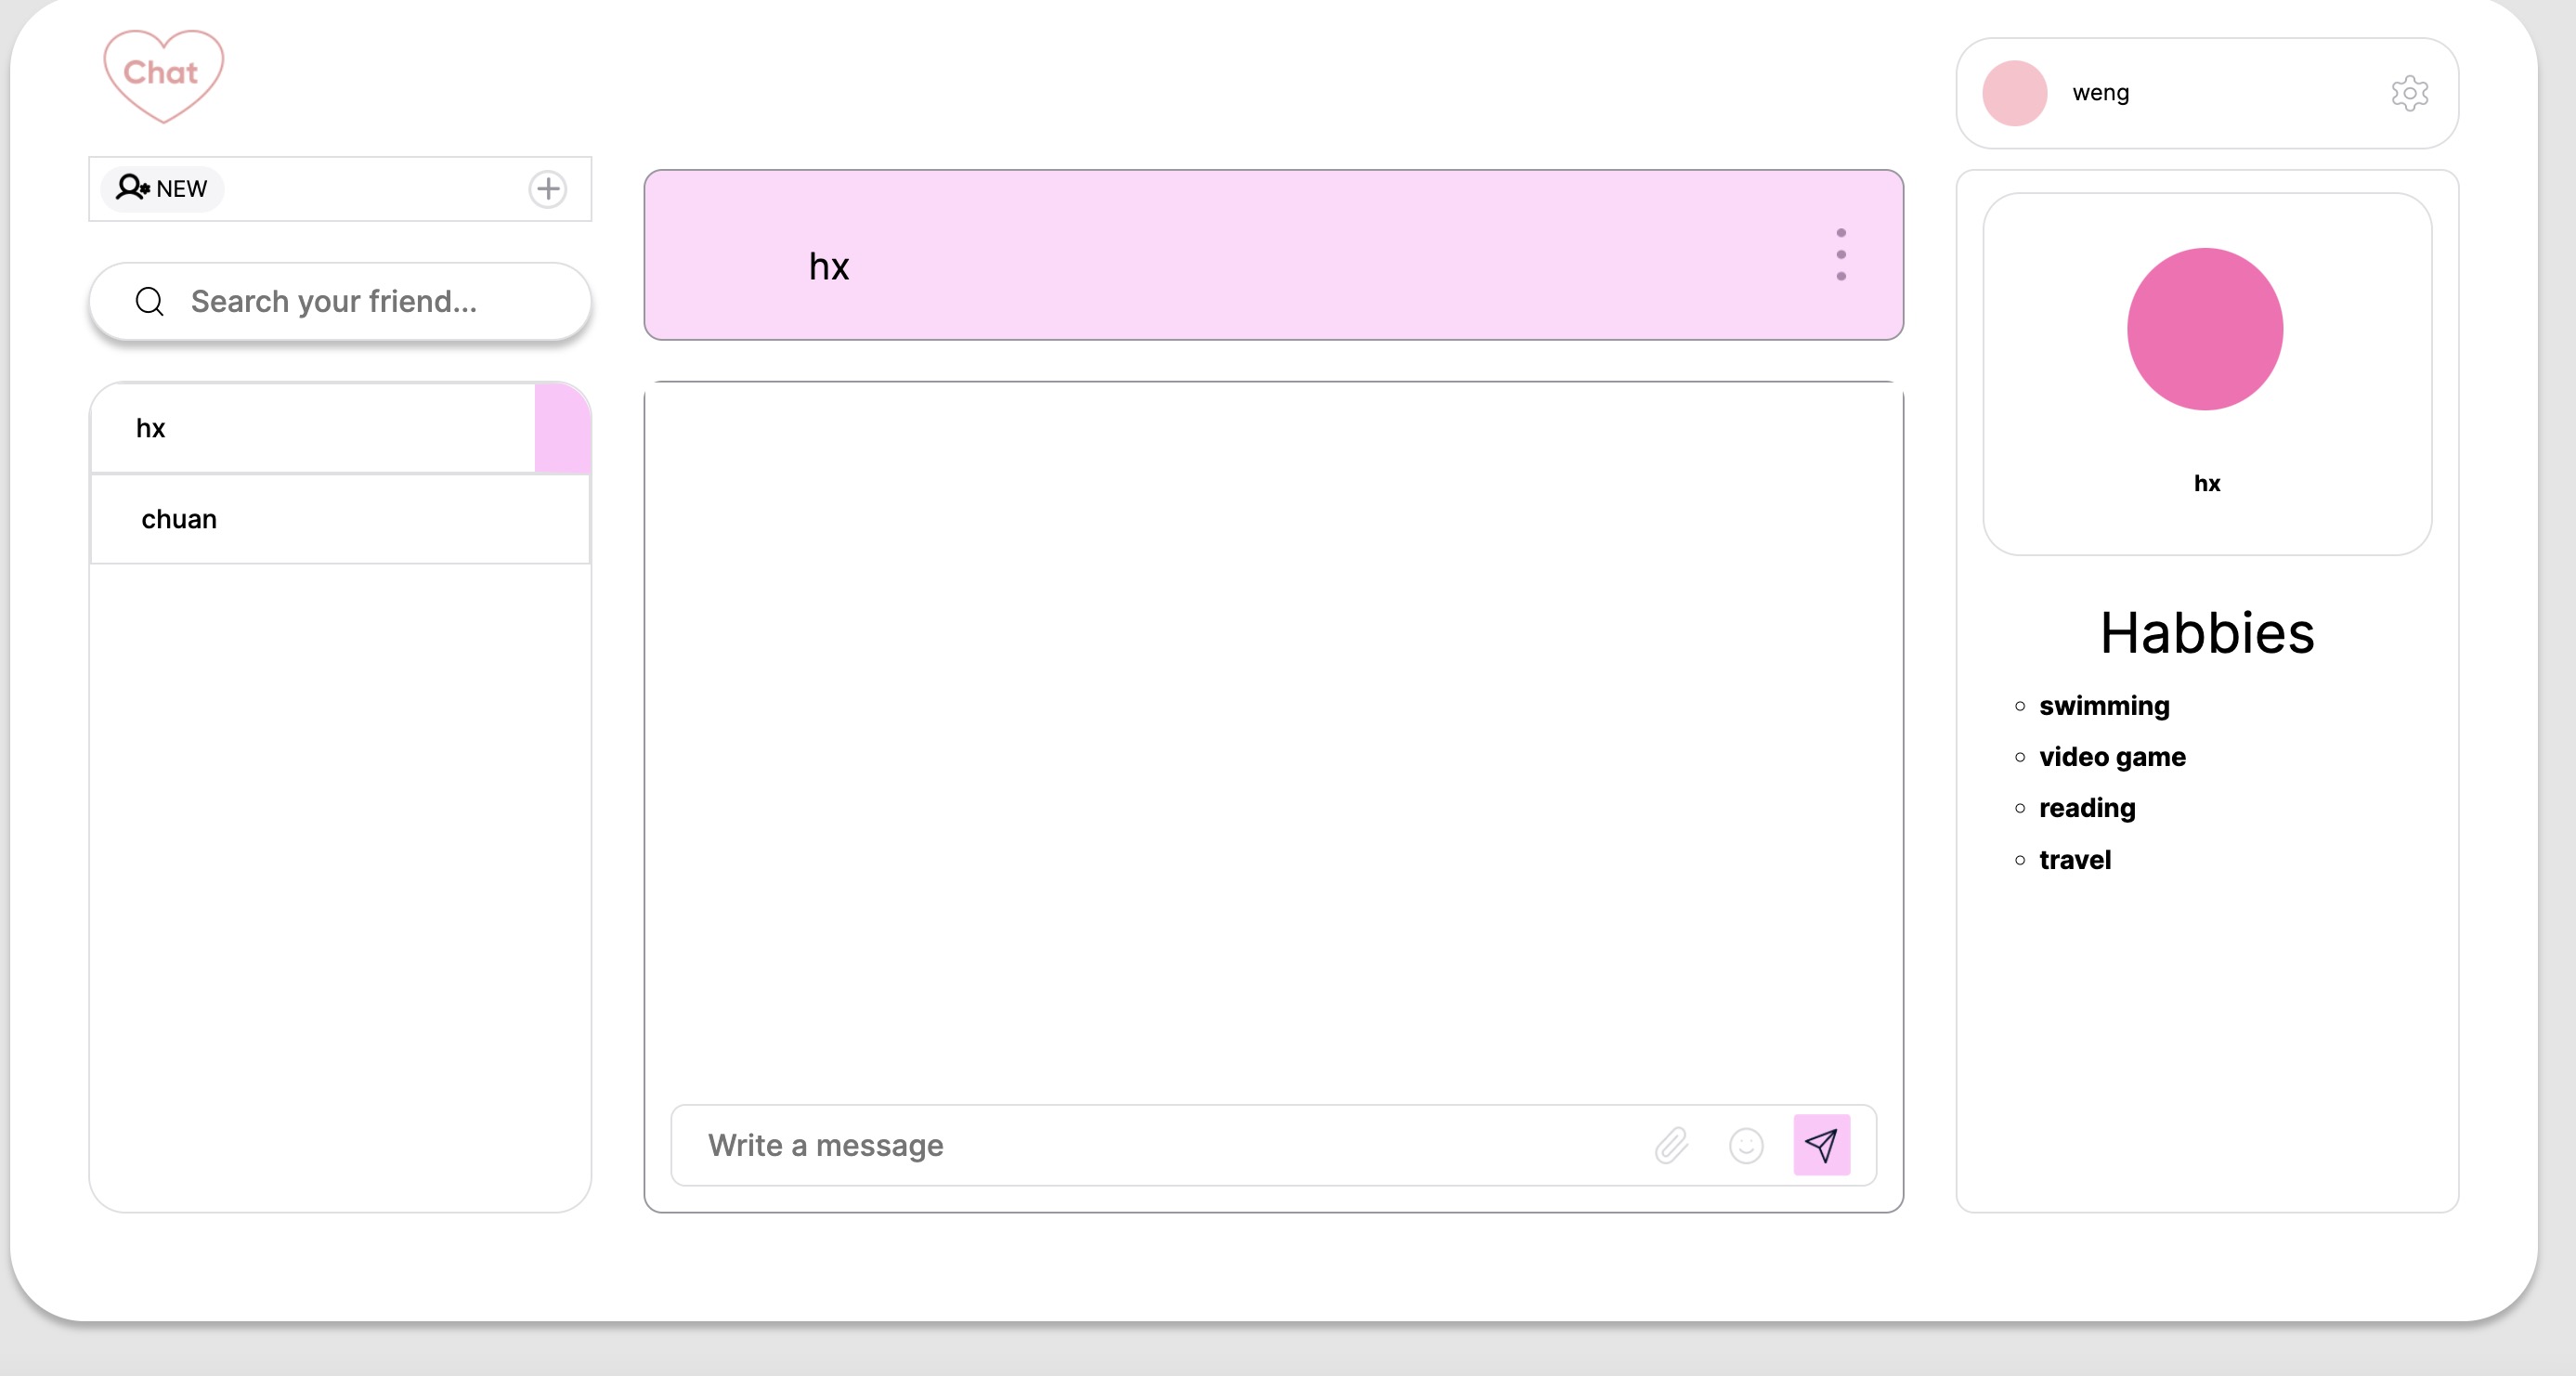 Chat
weng
NEW
hx
Search your friend...
hx
chuan
hx
Habbies
swimming
video game
reading
travel
Write a message